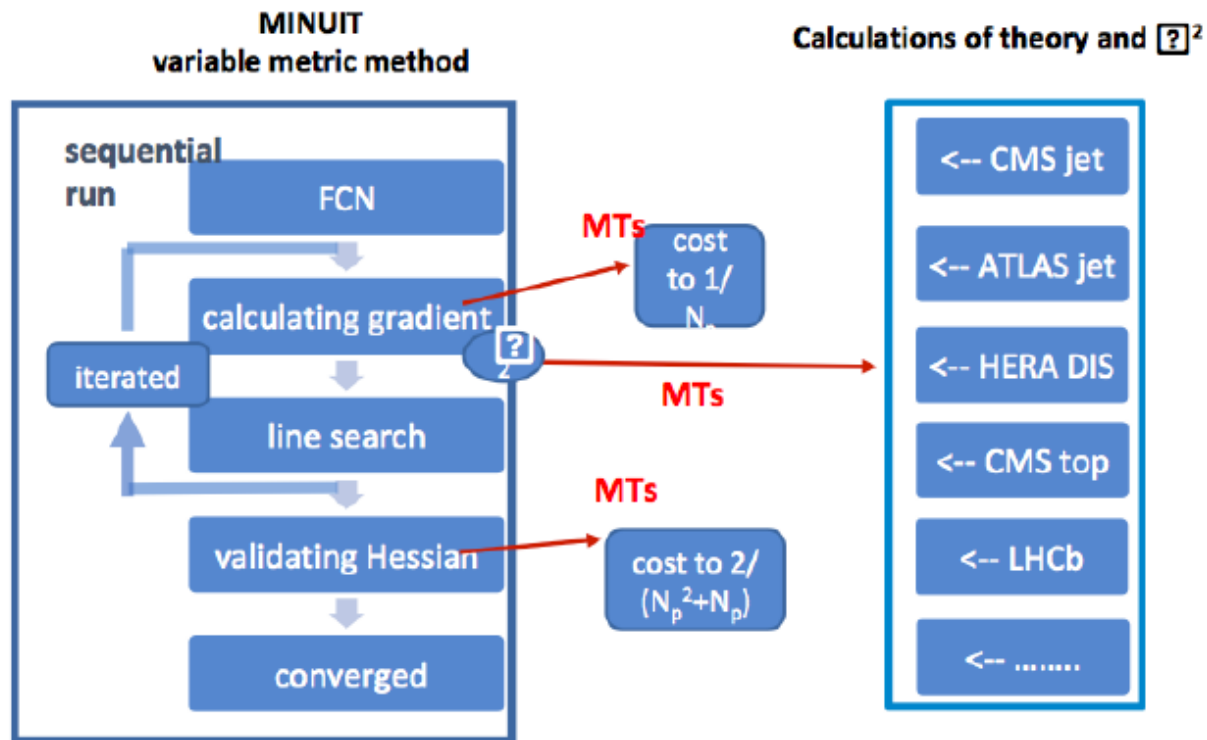 MINUIT
variable metric method
Calculations of theory and ?²
sequential
run
FCN
calculating gradient
?
2
iterated
line search
validating Hessian
converged
MTs
cost
to 1/
N
MTs
MTs
cost to 2/
(Nₚ²+Nₚ)
<-- CMS jet
<-- ATLAS jet
<-- HERA DIS
<-- CMS top
<-- LHCb
<-- ........